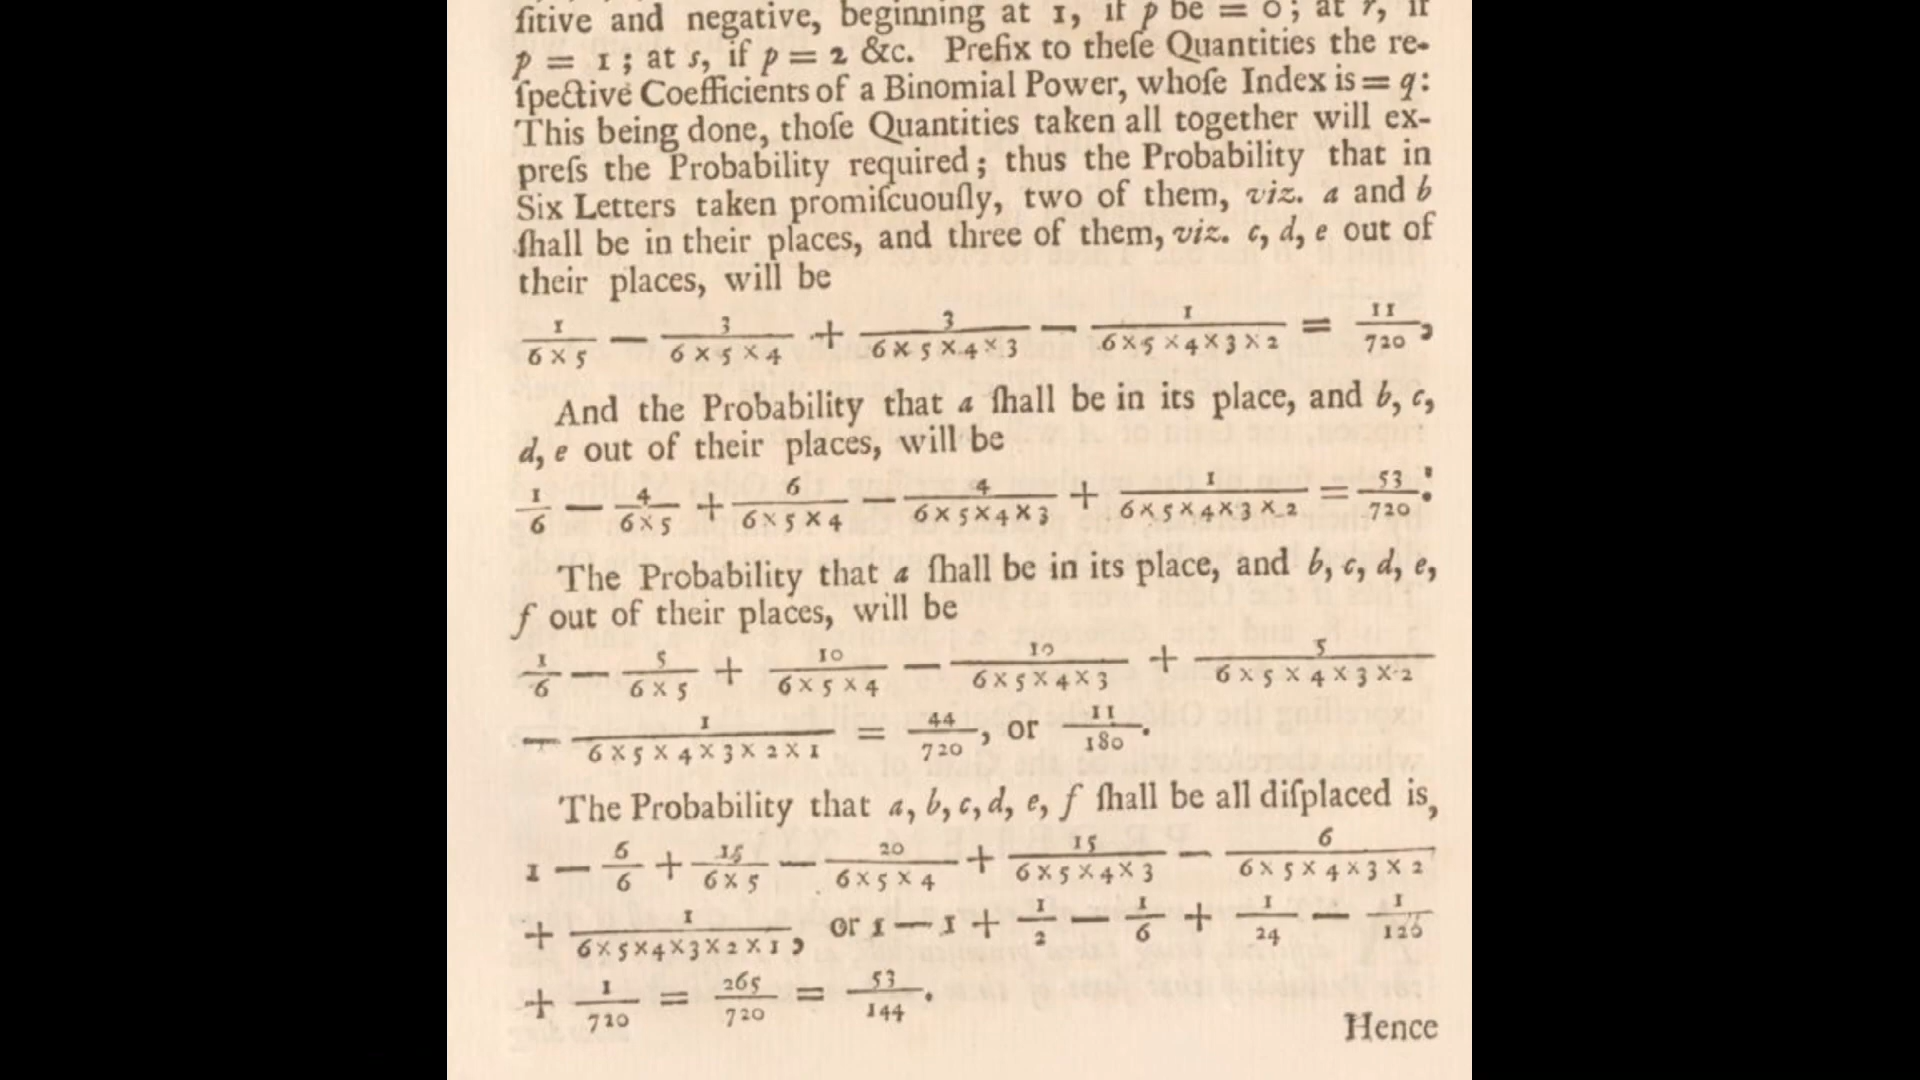 ſitive and negative, beginning at 1, if p be = 0; at r, if
p = 1; at s, if p = 2 &c. Prefix to theſe Quantities the re-
ſpective Coefficients of a Binomial Power, whoſe Index is = q:
This being done, thoſe Quantities taken all together will ex-
preſs the Probability required; thus the Probability that in
Six Letters taken promiſcuouſly, two of them, viz. a and b
ſhall be in their places, and three of them, viz. c, d, e out of
their places, will be
1/(6×5) — 3/(6×5×4) + 3/(6×5×4×3) — 1/(6×5×4×3×2) = 11/720,
And the Probability that a ſhall be in its place, and b, c,
d, e out of their places, will be
1/6 — 4/(6×5) + 6/(6×5×4) — 4/(6×5×4×3) + 1/(6×5×4×3×2) = 53/720:
The Probability that a ſhall be in its place, and b, c, d, e,
f out of their places, will be
1/6 — 5/(6×5) + 10/(6×5×4) — 10/(6×5×4×3) + 5/(6×5×4×3×2)
— 1/(6×5×4×3×2×1) = 44/720, or 11/180.
The Probability that a, b, c, d, e, f ſhall be all diſplaced is,
1 — 6/6 + 15/(6×5) — 20/(6×5×4) + 15/(6×5×4×3) — 6/(6×5×4×3×2)
+ 1/(6×5×4×3×2×1), or 1 — 1 + 1/2 — 1/6 + 1/24 — 1/120
+ 1/720 = 265/720 = 53/144.
Hence